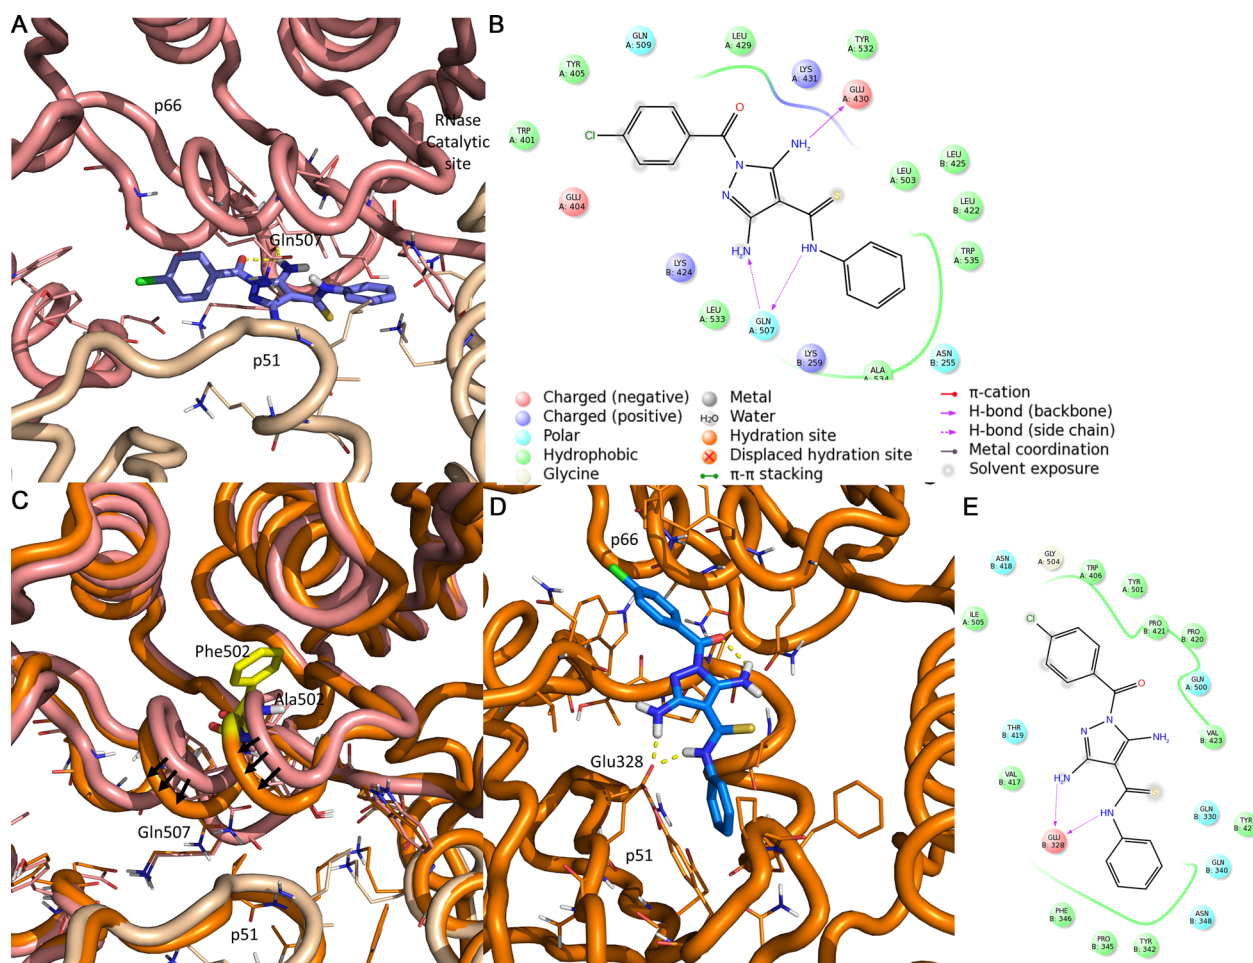 A
p66
RNase
Catalytic
site
Gln507
p51
B
GLN
A: 509
LEU
A: 429
TYR
A: 532
TYR
A: 405
LYS
A: 431
GLU
A: 430
TRP
A: 401
Cl
O
NH₂
N
N
LEU
B: 425
LEU
A: 503
GLU
A: 404
S
LEU
B: 422
H₂N
HN
TRP
A: 535
LYS
B: 424
LEU
A: 533
GLN
A: 507
LYS
B: 259
ALA
A: 534
ASN
B: 255
Charged (negative)
Charged (positive)
Polar
Hydrophobic
Glycine
Metal
H₂O Water
Hydration site
Displaced hydration site
π-π stacking
π-cation
H-bond (backbone)
H-bond (side chain)
Metal coordination
Solvent exposure
C
Phe502
Ala502
Gln507
p51
D
p66
Glu328
p51
E
ASN
B: 418
GLY
A: 504
TRP
A: 406
TYR
A: 501
ILE
A: 505
PRO
B: 421
PRO
B: 420
Cl
GLN
A: 500
O
THR
B: 419
N
N
NH₂
VAL
B: 423
VAL
B: 417
H₂N
S
GLN
B: 330
HN
GLU
B: 328
GLN
B: 340
PHE
B: 346
ASN
B: 348
PRO
B: 345
TYR
B: 342